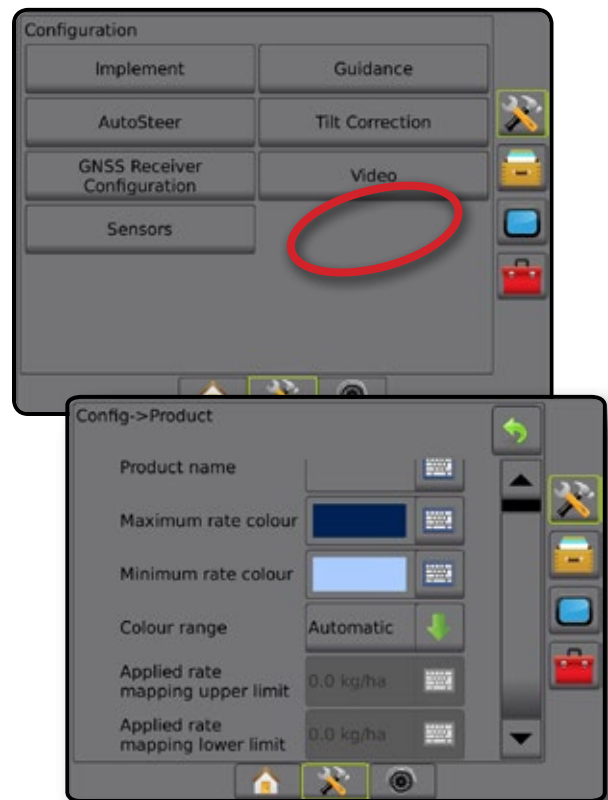 Configuration
Implement
Guidance
AutoSteer
Tilt Correction
GNSS Receiver
Configuration
Video
Sensors
Config->Product
Product name
Maximum rate colour
Minimum rate colour
Colour range
Automatic
Applied rate
mapping upper limit
0.0 kg/ha
Applied rate
mapping lower limit
0.0 kg/ha